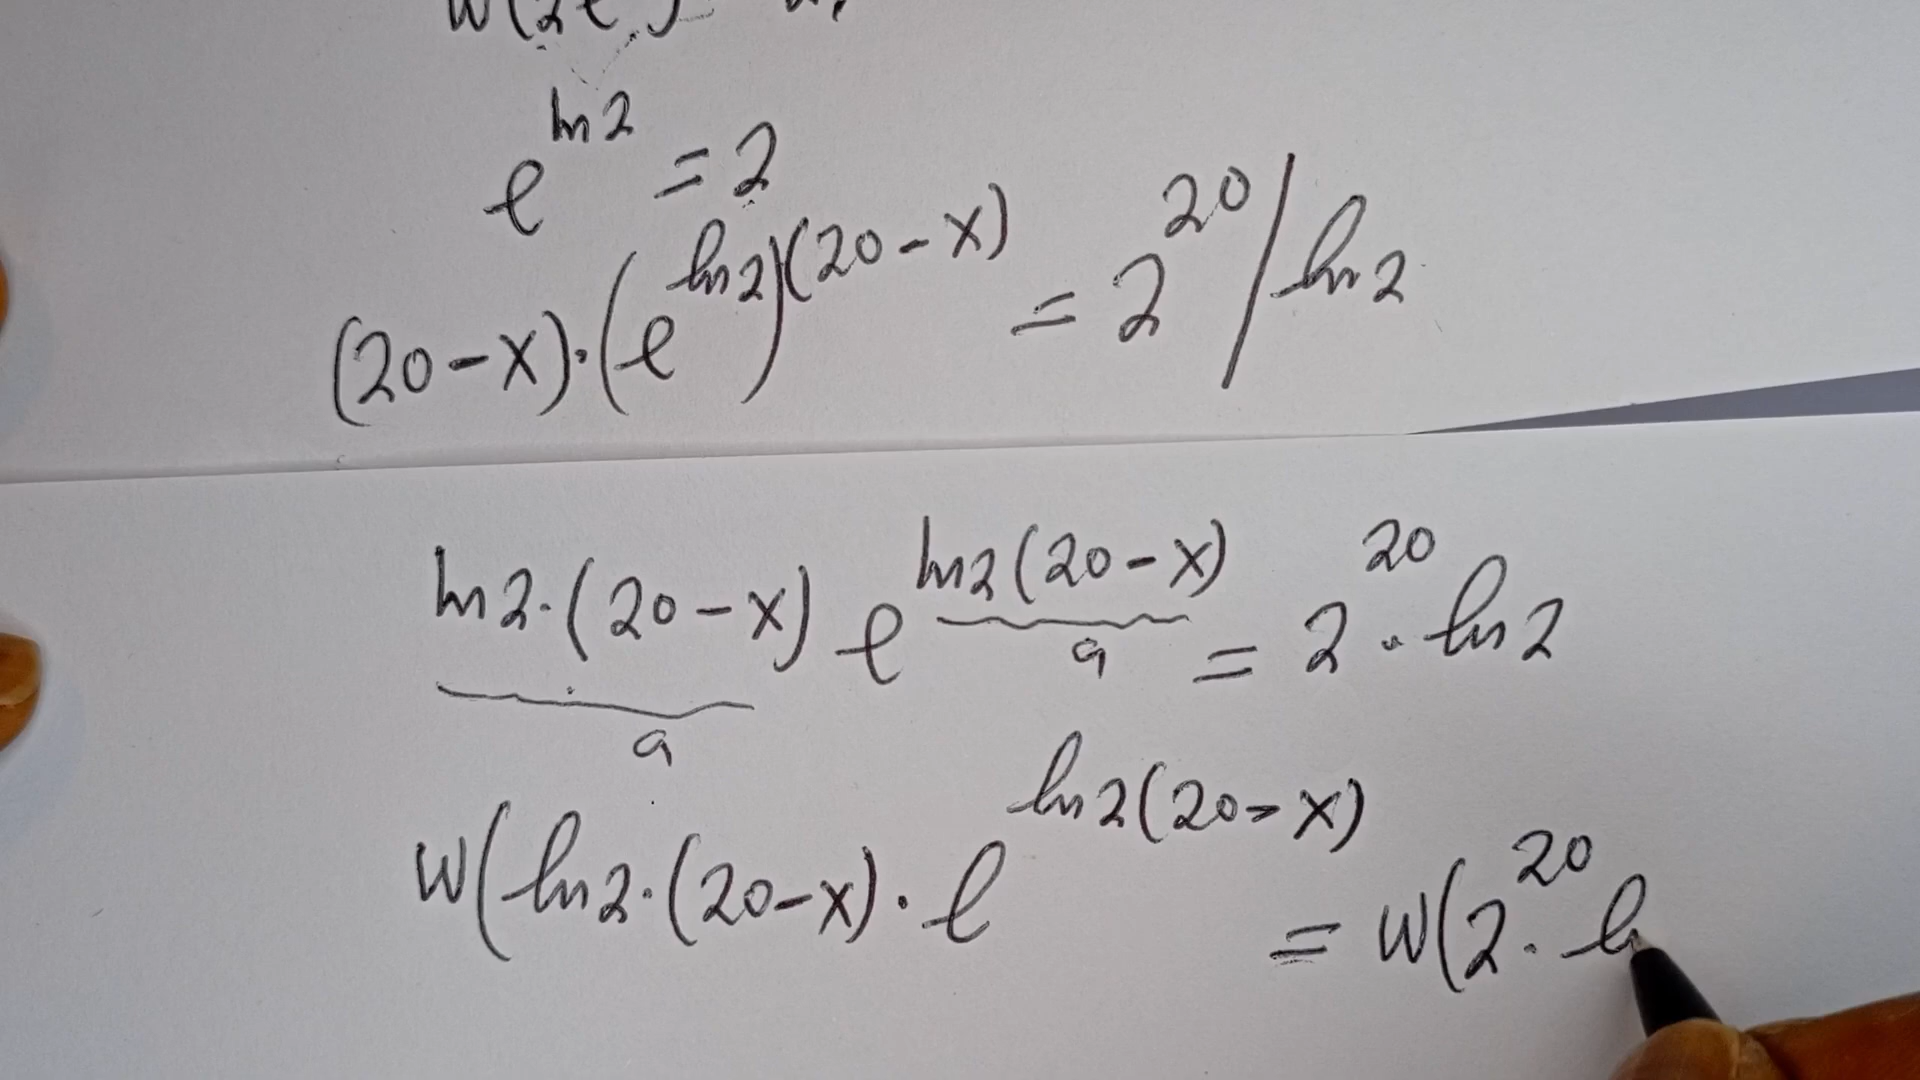 e^{ln2} = 2
(20-x)·(e^{ln2})^{(20-x)} = 2^{20} / ln2
ln2·(20-x) e^{ln2(20-x)} = 2^{20} · ln2
a a
W(ln2·(20-x)·e^{ln2(20-x)} = W(2^{20}·